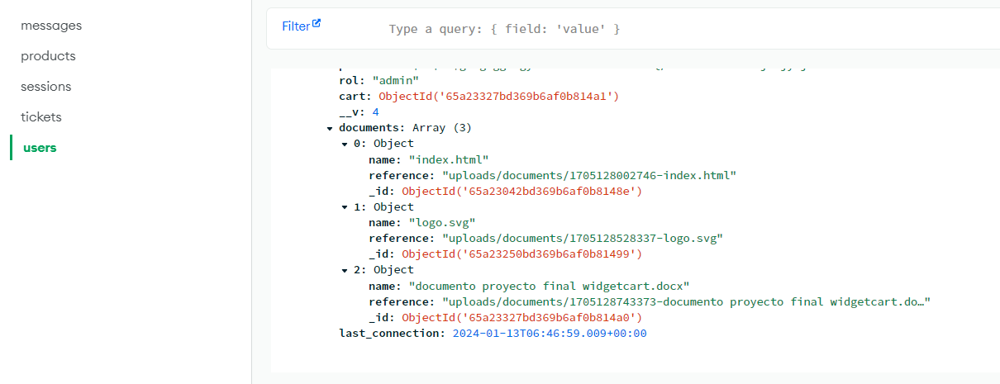 messages
products
sessions
tickets
users
Filter
Type a query: { field: 'value' }
rol: "admin"
cart: ObjectId('65a23327bd369b6af0b814a1')
__v: 4
documents: Array (3)
0: Object
name: "index.html"
reference: "uploads/documents/1705128002746-index.html"
_id: ObjectId('65a23042bd369b6af0b8148e')
1: Object
name: "logo.svg"
reference: "uploads/documents/1705128528337-logo.svg"
_id: ObjectId('65a23250bd369b6af0b81499')
2: Object
name: "documento proyecto final widgetcart.docx"
reference: "uploads/documents/1705128743373-documento proyecto final widgetcart.do…"
_id: ObjectId('65a23327bd369b6af0b814a0')
last_connection: 2024-01-13T06:46:59.009+00:00